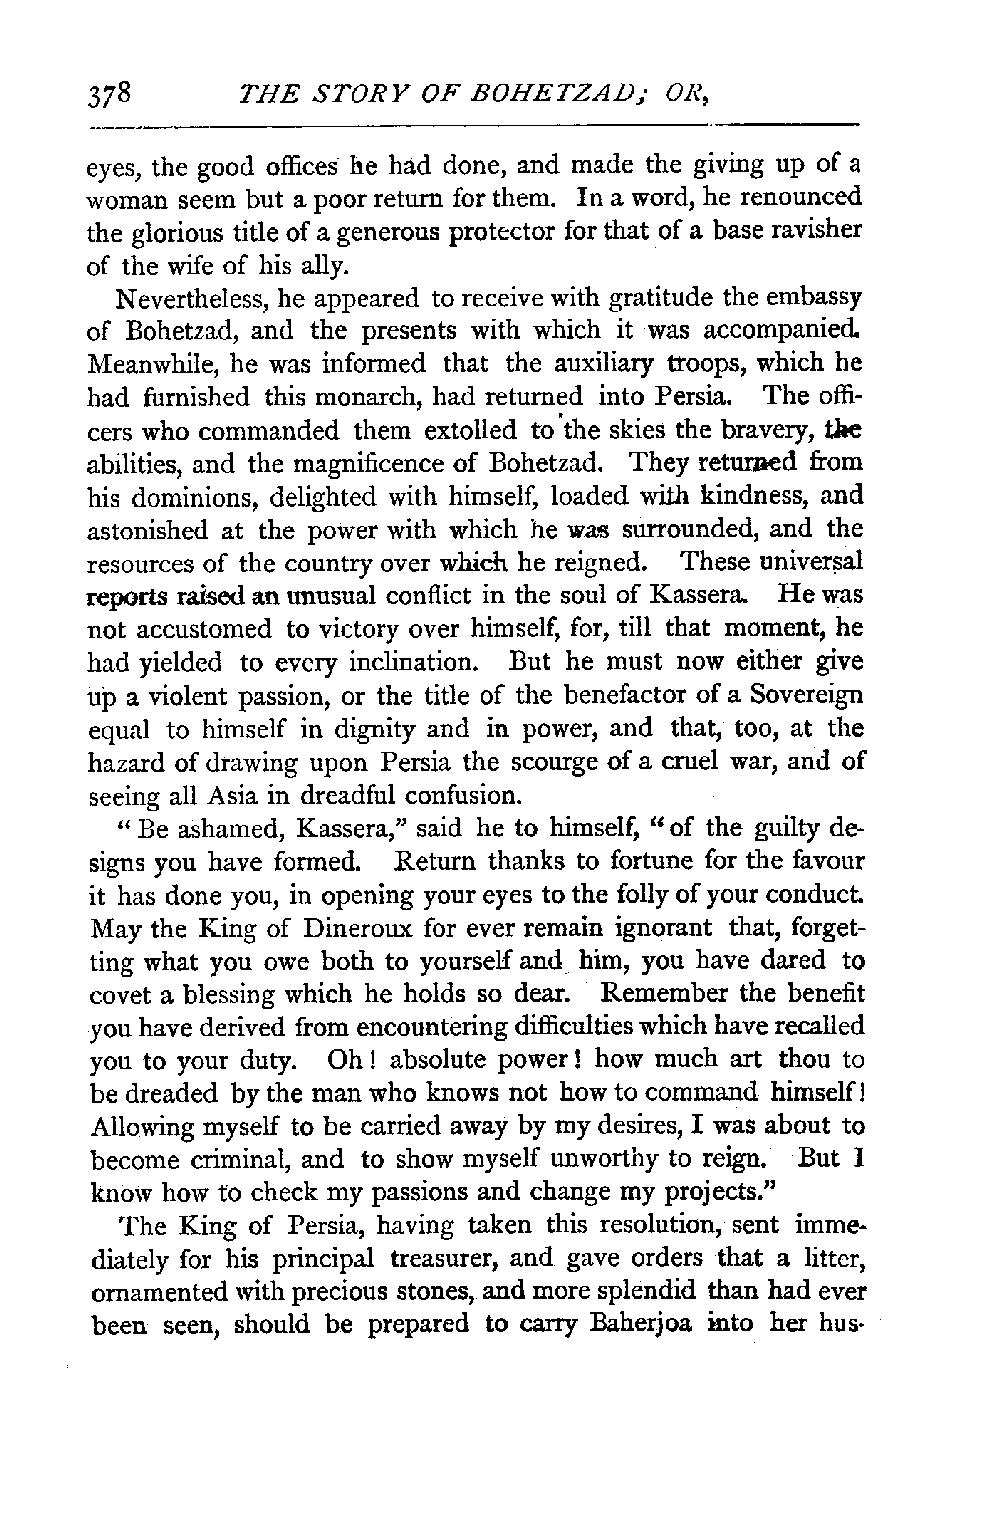 378 THE STORY OF BOHETZAD; OR,
eyes, the good offices he had done, and made the giving up of a
woman seem but a poor return for them. In a word, he renounced
the glorious title of a generous protector for that of a base ravisher
of the wife of his ally.
Nevertheless, he appeared to receive with gratitude the embassy
of Bohetzad, and the presents with which it was accompanied.
Meanwhile, he was informed that the auxiliary troops, which he
had furnished this monarch, had returned into Persia. The offi-
cers who commanded them extolled to the skies the bravery, the
abilities, and the magnificence of Bohetzad. They returned from
his dominions, delighted with himself, loaded with kindness, and
astonished at the power with which he was surrounded, and the
resources of the country over which he reigned. These universal
reports raised an unusual conflict in the soul of Kassera. He was
not accustomed to victory over himself, for, till that moment, he
had yielded to every inclination. But he must now either give
up a violent passion, or the title of the benefactor of a Sovereign
equal to himself in dignity and in power, and that, too, at the
hazard of drawing upon Persia the scourge of a cruel war, and of
seeing all Asia in dreadful confusion.
“Be ashamed, Kassera,” said he to himself, “of the guilty de-
signs you have formed. Return thanks to fortune for the favour
it has done you, in opening your eyes to the folly of your conduct.
May the King of Dineroux for ever remain ignorant that, forget-
ting what you owe both to yourself and him, you have dared to
covet a blessing which he holds so dear. Remember the benefit
you have derived from encountering difficulties which have recalled
you to your duty. Oh! absolute power! how much art thou to
be dreaded by the man who knows not how to command himself!
Allowing myself to be carried away by my desires, I was about to
become criminal, and to show myself unworthy to reign. But I
know how to check my passions and change my projects.”
The King of Persia, having taken this resolution, sent imme-
diately for his principal treasurer, and gave orders that a litter,
ornamented with precious stones, and more splendid than had ever
been seen, should be prepared to carry Baherjoa into her hus-